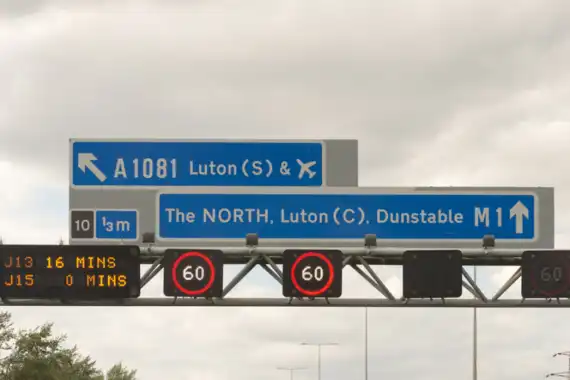 A1081 Luton (S) &
The NORTH, Luton (C), Dunstable M1
10 ⅓m
J13 16 MINS
J15 0 MINS
60
60
60